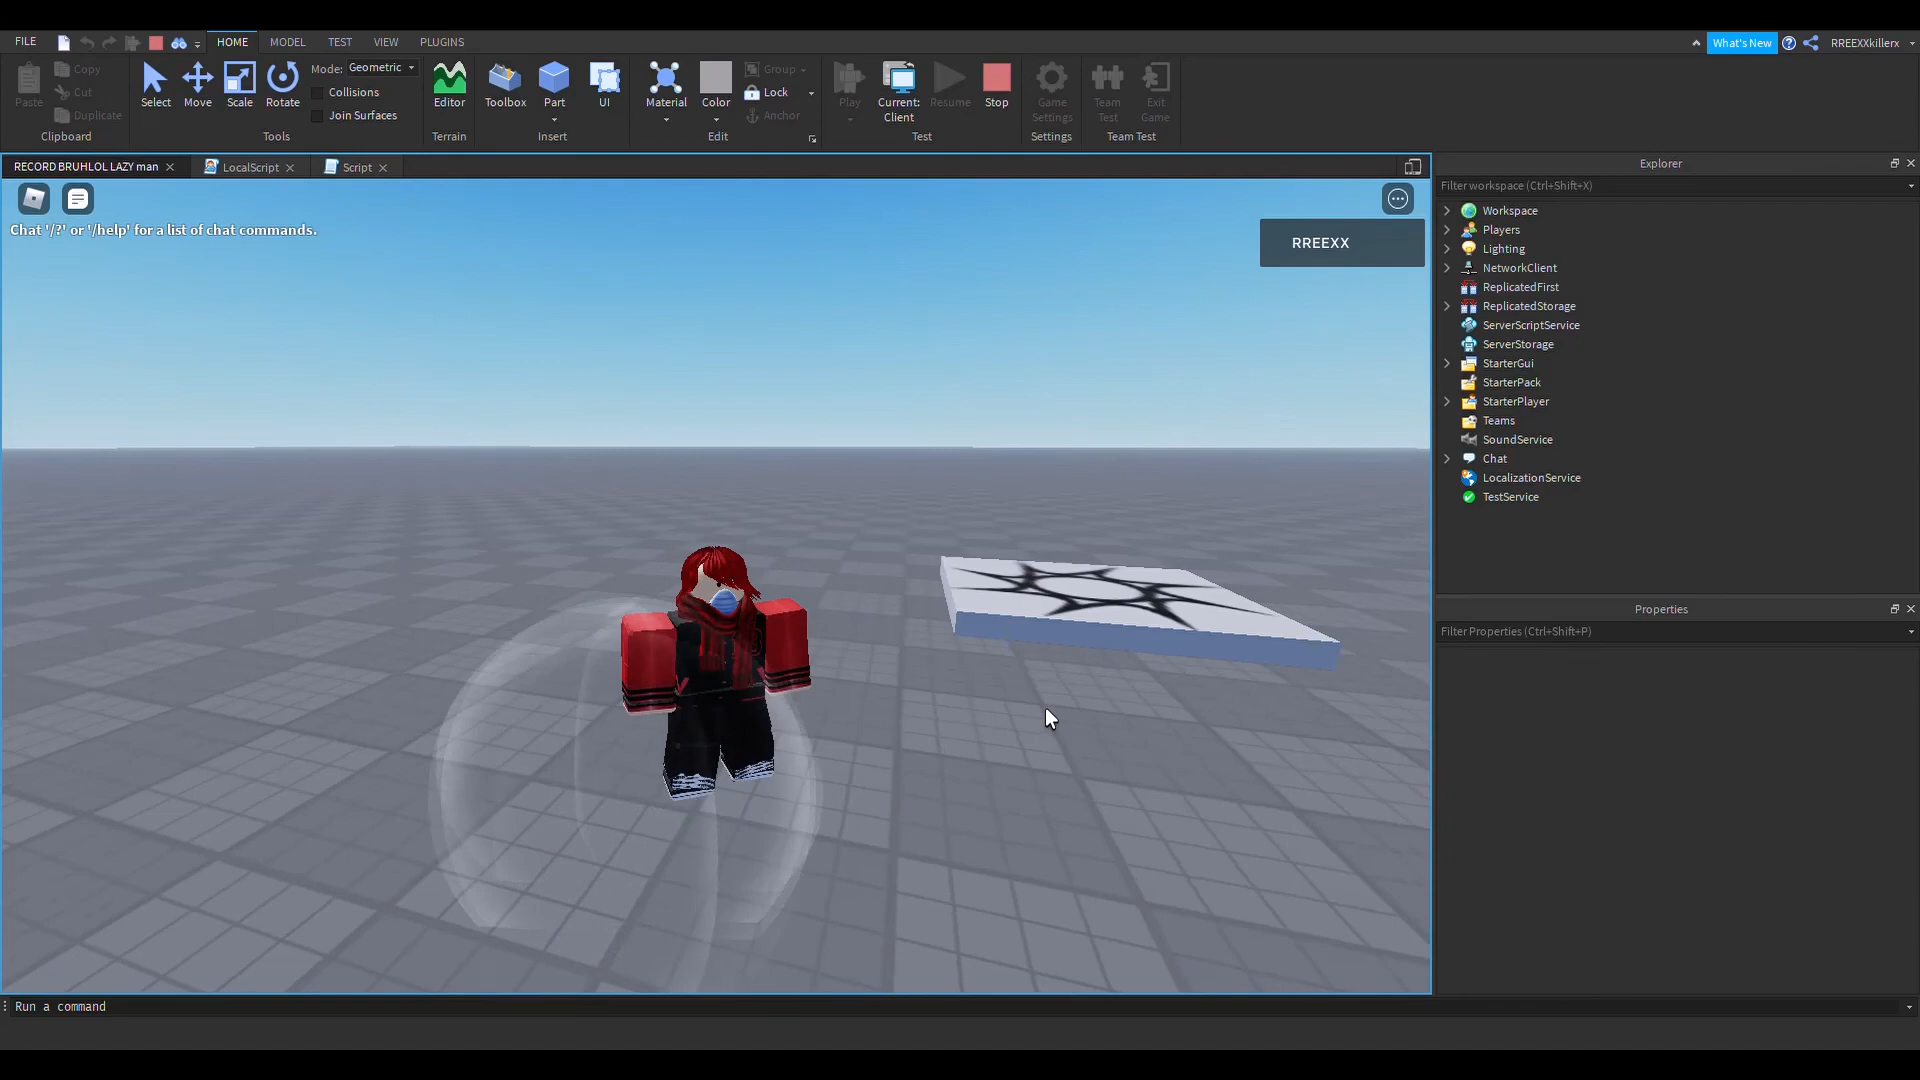 FILE HOME MODEL TEST VIEW PLUGINS What's New RREEXXkillerx
Paste Copy Cut Duplicate
Clipboard
Select Move Scale Rotate
Mode: Geometric
Collisions
Join Surfaces
Tools
Editor
Terrain
Toolbox Part UI
Insert
Material Color Group Lock Anchor
Edit
Play Current: Client Resume Stop
Test
Game Settings
Settings
Team Test Exit Game
Team Test
RECORD BRUHLOL LAZY man LocalScript Script
Chat '/?' or '/help' for a list of chat commands.
RREEXX
Explorer
Filter workspace (Ctrl+Shift+X)
Workspace
Players
Lighting
NetworkClient
ReplicatedFirst
ReplicatedStorage
ServerScriptService
ServerStorage
StarterGui
StarterPack
StarterPlayer
Teams
SoundService
Chat
LocalizationService
TestService
Properties
Filter Properties (Ctrl+Shift+P)
Run a command